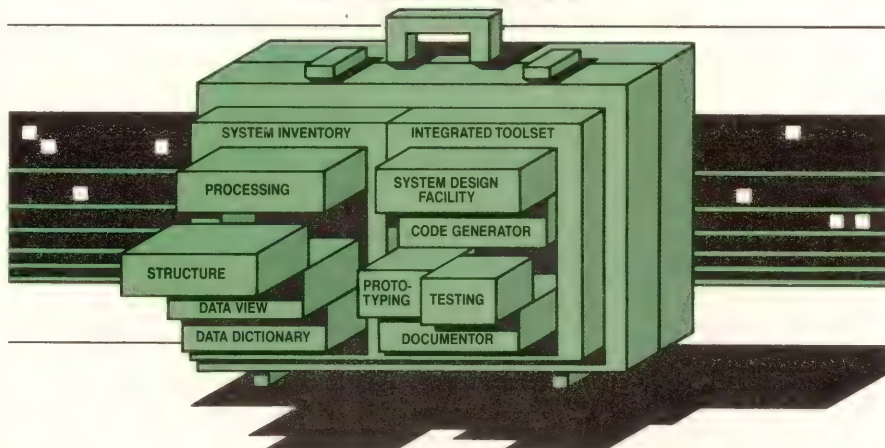 SYSTEM INVENTORY
PROCESSING
STRUCTURE
DATA VIEW
DATA DICTIONARY
INTEGRATED TOOLSET
SYSTEM DESIGN
FACILITY
CODE GENERATOR
PROTO-
TYPING
TESTING
DOCUMENTOR